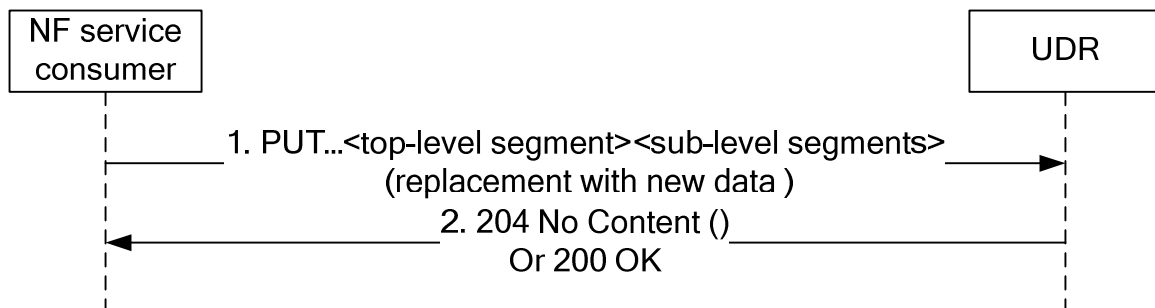 NF service
consumer
UDR
1. PUT...<top-level segment><sub-level segments>
(replacement with new data )
2. 204 No Content ()
Or 200 OK